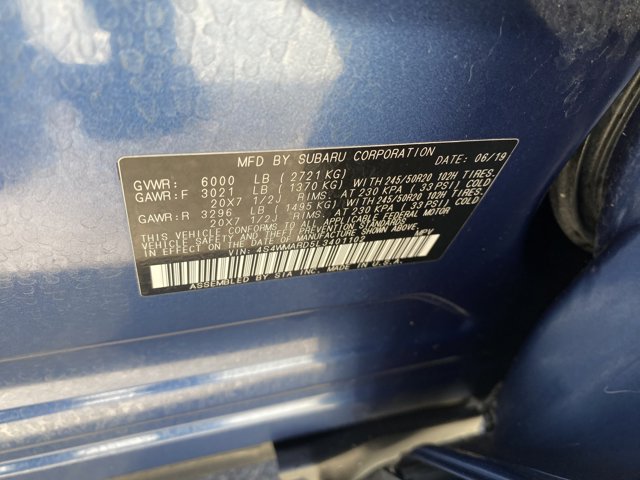 MFD BY SUBARU CORPORATION DATE: 06/19
GVWR: 6000 LB ( 2721 KG)
GAWR:F 3021 LB ( 1370 KG) WITH 245/50R20 102H TIRES.
20X7 1/2J RIMS. AT 230 KPA ( 33 PSI) COLD.
GAWR:R 3296 LB ( 1495 KG) WITH 245/50R20 102H TIRES.
20X7 1/2J RIMS. AT 230 KPA ( 33 PSI) COLD.
THIS VEHICLE CONFORMS TO ALL APPLICABLE FEDERAL MOTOR
VEHICLE SAFETY STANDARDS IN EFFECT ON THE DATE OF
MANUFACTURE SHOWN ABOVE.
VIN: 4S4WMARD5L3401102 MPV
ASSEMBLED BY SIA INC. MADE IN U.S.A.